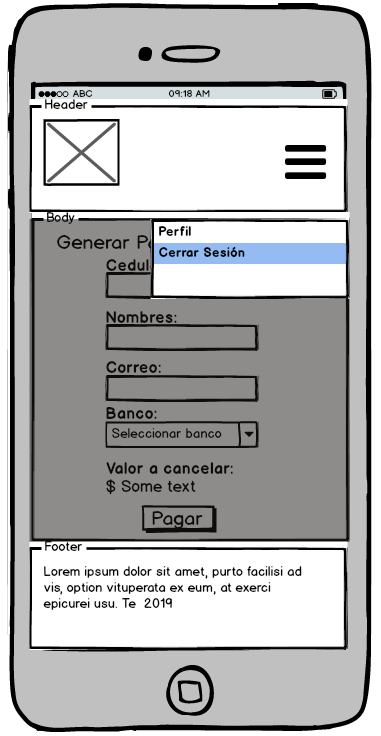 ABC
09:18 AM
Header
Body
Perfil
Cerrar Sesión
Generar
Nombres:
Correo:
Banco:
Seleccionar banco
Valor a cancelar:
$ Some text
Pagar
Footer
Lorem ipsum dolor sit amet, purto facilisi ad
vis, option vituperata ex eum, at exerci
epicurei usu. Te 2019